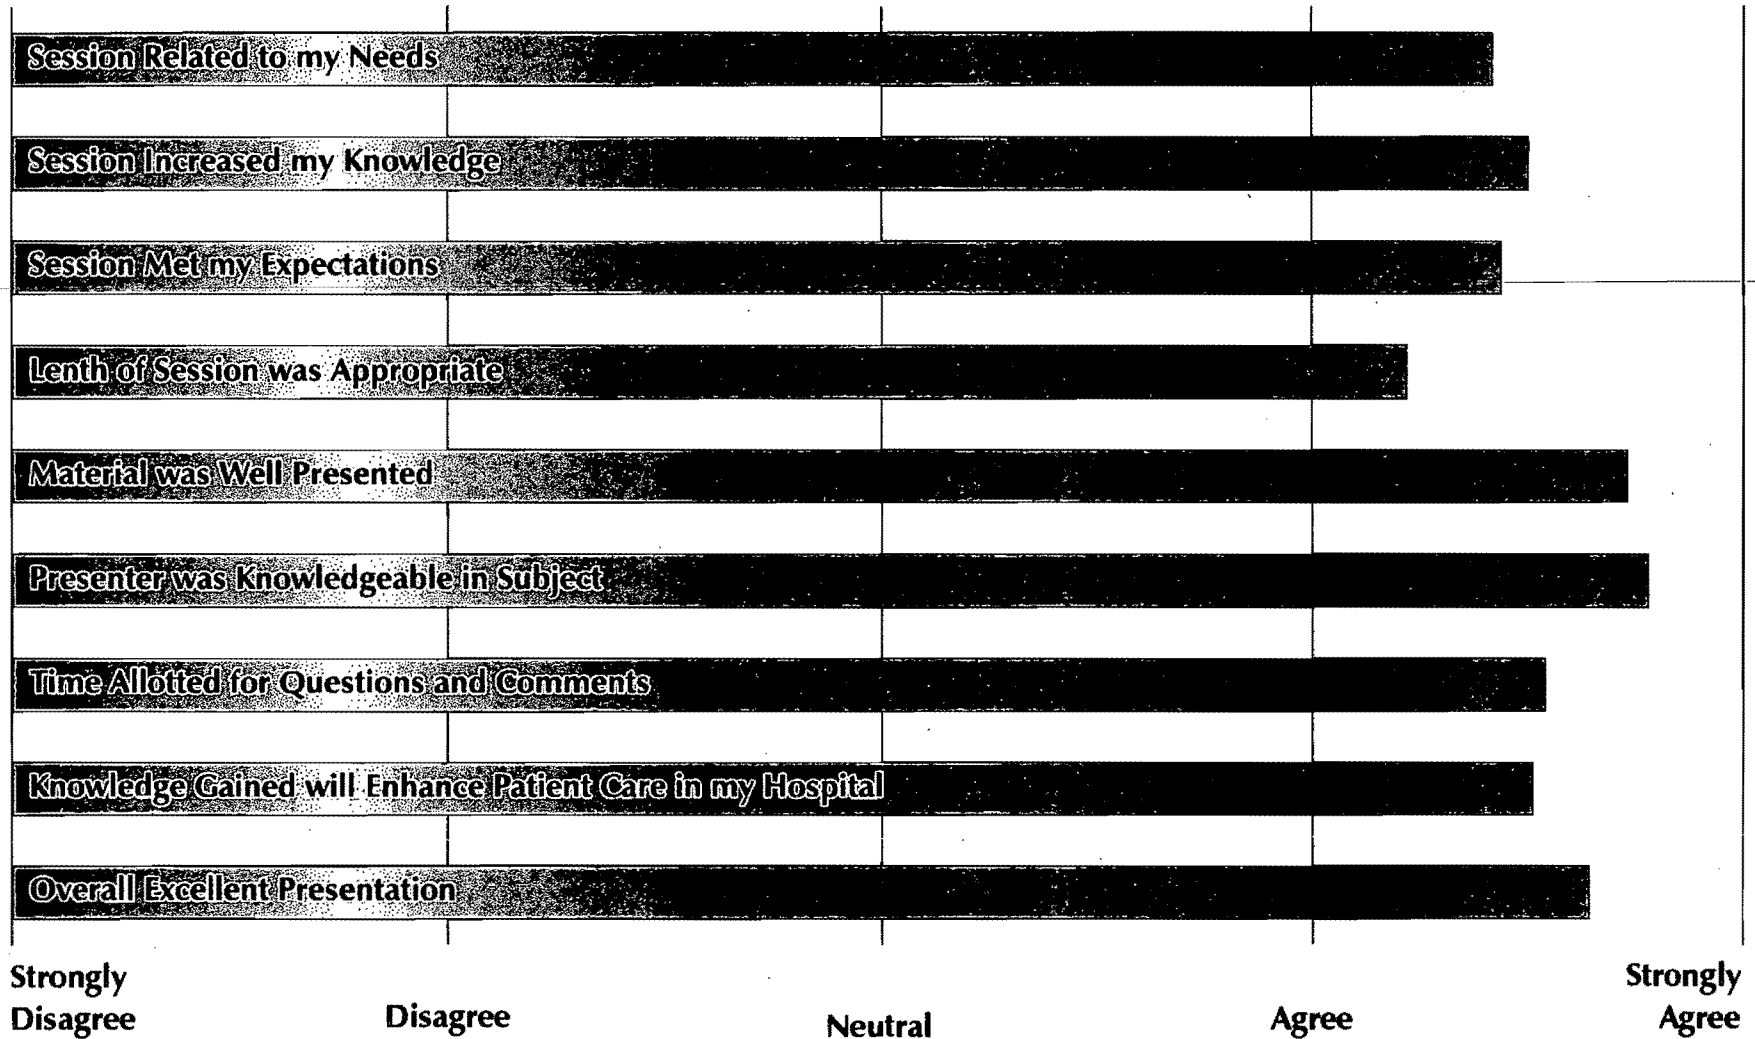 Session Related to my Needs
Session Increased my Knowledge
Session Met my Expectations
Lenth of Session was Appropriate
Material was Well Presented
Presenter was Knowledgeable in Subject
Time Allotted for Questions and Comments
Knowledge Gained will Enhance Patient Care in my Hospital
Overall Excellent Presentation
Strongly
Disagree
Disagree
Neutral
Agree
Strongly
Agree